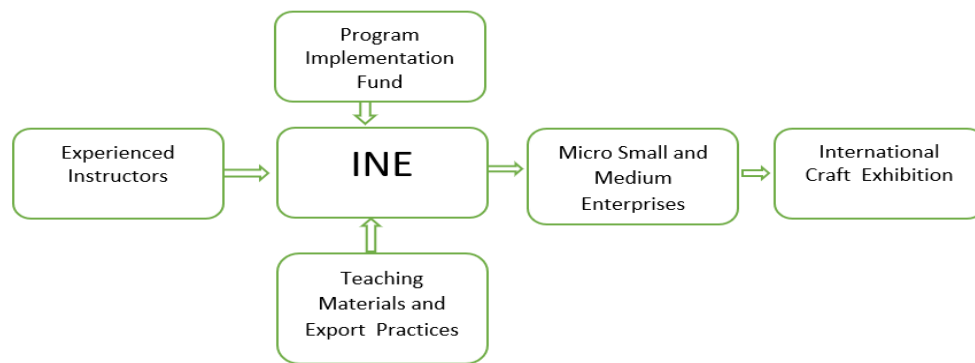 Program
Implementation
Fund
Experienced
Instructors
INE
Micro Small and
Medium
Enterprises
International
Craft Exhibition
Teaching
Materials and
Export Practices